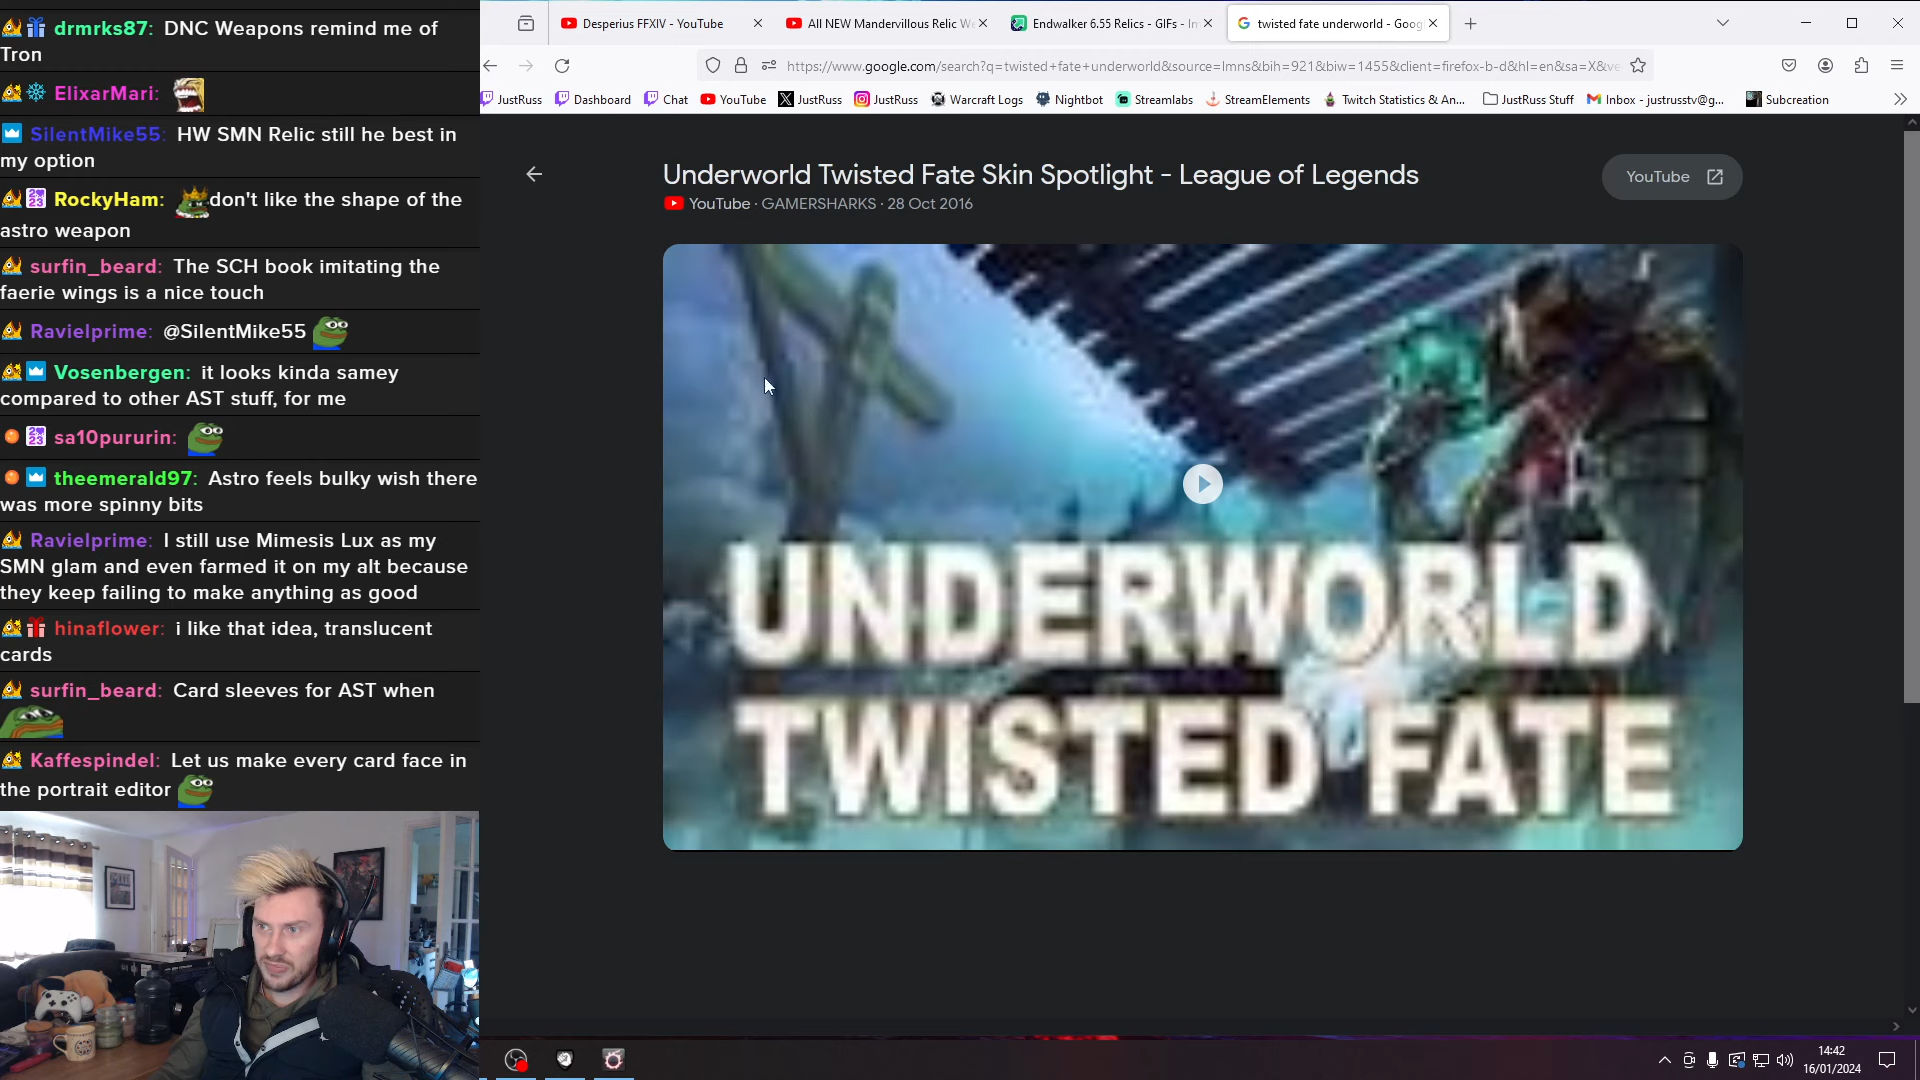 drmrks87: DNC Weapons remind me of
Tron
ElixarMari:
SilentMike55: HW SMN Relic still he best in
my option
RockyHam: don't like the shape of the
astro weapon
surfin_beard: The SCH book imitating the
faerie wings is a nice touch
Ravielprime: @SilentMike55
Vosenbergen: it looks kinda samey
compared to other AST stuff, for me
sa10pururin:
theemerald97: Astro feels bulky wish there
was more spinny bits
Ravielprime: I still use Mimesis Lux as my
SMN glam and even farmed it on my alt because
they keep failing to make anything as good
hinaflower: i like that idea, translucent
cards
surfin_beard: Card sleeves for AST when
Kaffespindel: Let us make every card face in
the portrait editor
Desperius FFXIV - YouTube
All NEW Mandervillous Relic We
Endwalker 6.55 Relics - GIFs - Im
twisted fate underworld - Goog
https://www.google.com/search?q=twisted+fate+underworld&source=lmns&bih=921&biw=1455&client=firefox-b-d&hl=en&sa=X&ve
JustRuss Dashboard Chat YouTube JustRuss JustRuss Warcraft Logs Nightbot Streamlabs StreamElements Twitch Statistics & An... JustRuss Stuff Inbox - justrusstv@g... Subcreation
Underworld Twisted Fate Skin Spotlight - League of Legends
YouTube
YouTube · GAMERSHARKS · 28 Oct 2016
UNDERWORLD
TWISTED FATE
14:42
16/01/2024